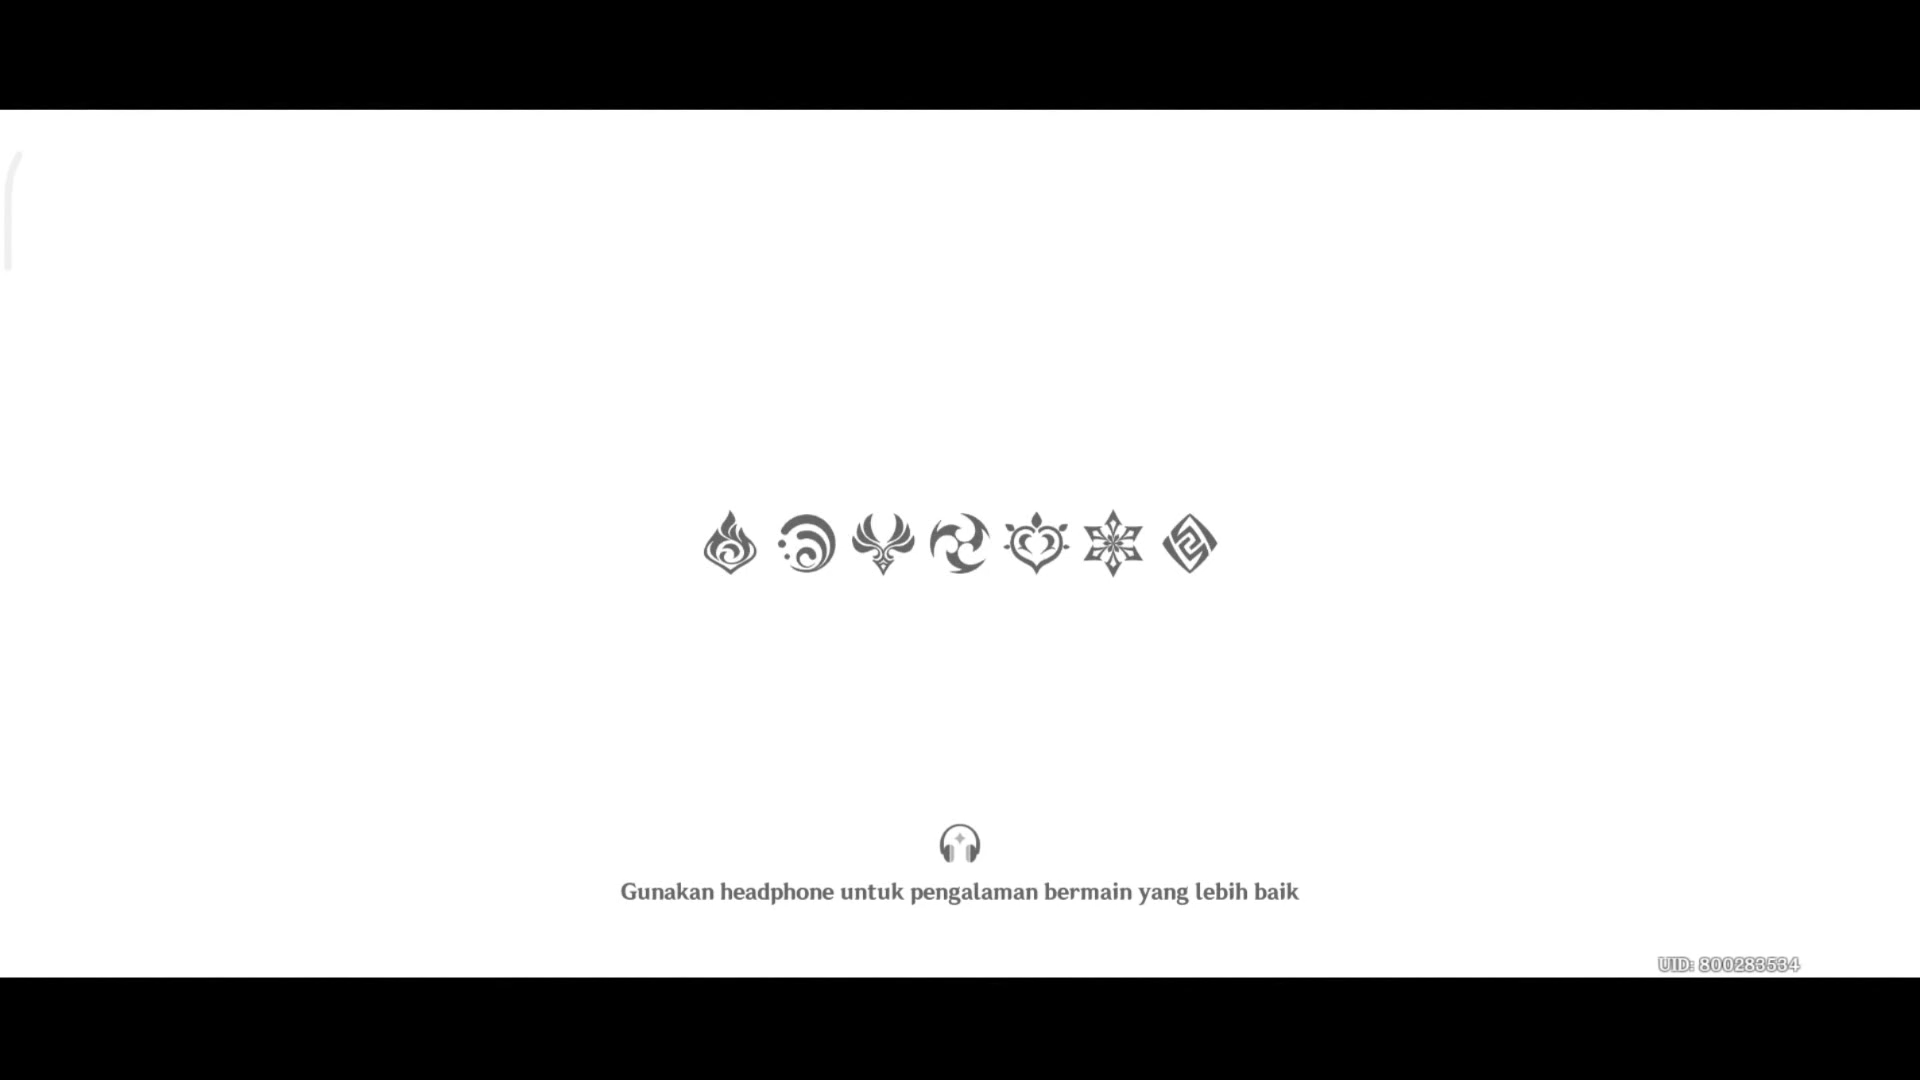 Gunakan headphone untuk pengalaman bermain yang lebih baik
UID: 800283534